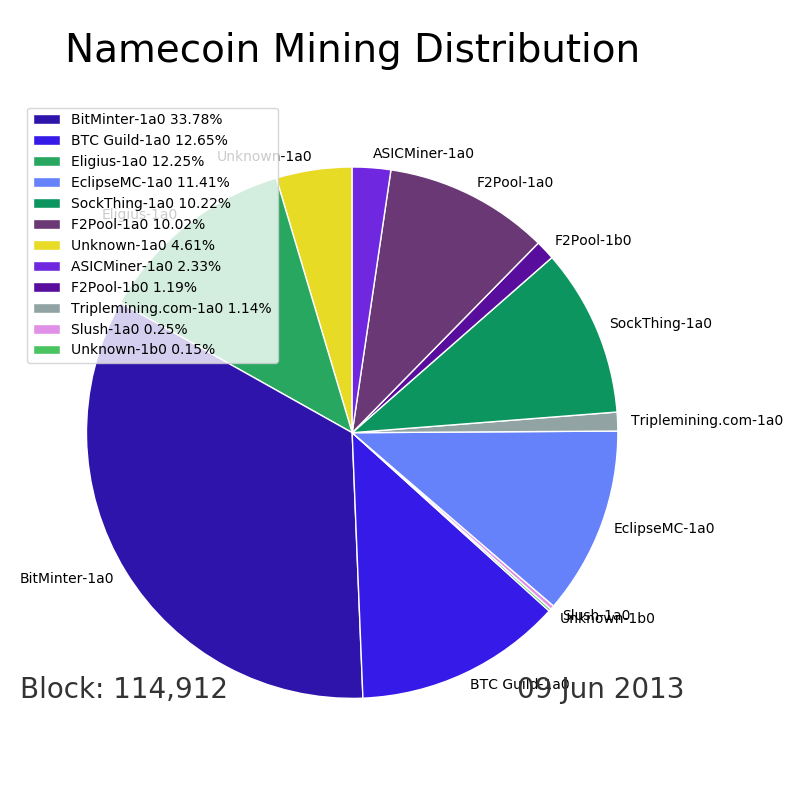 Namecoin Mining Distribution
BitMinter-1a0 33.78%
BTC Guild-1a0 12.65%
Eligius-1a0 12.25%
EclipseMC-1a0 11.41%
SockThing-1a0 10.22%
F2Pool-1a0 10.02%
Unknown-1a0 4.61%
ASICMiner-1a0 2.33%
F2Pool-1b0 1.19%
Triplemining.com-1a0 1.14%
Slush-1a0 0.25%
Unknown-1b0 0.15%
Unknown-1a0
ASICMiner-1a0
F2Pool-1a0
Eligius-1a0
F2Pool-1b0
SockThing-1a0
Triplemining.com-1a0
EclipseMC-1a0
BitMinter-1a0
Slush-1a0
Unknown-1b0
BTC Guild-1a0
Block: 114,912
09 Jun 2013